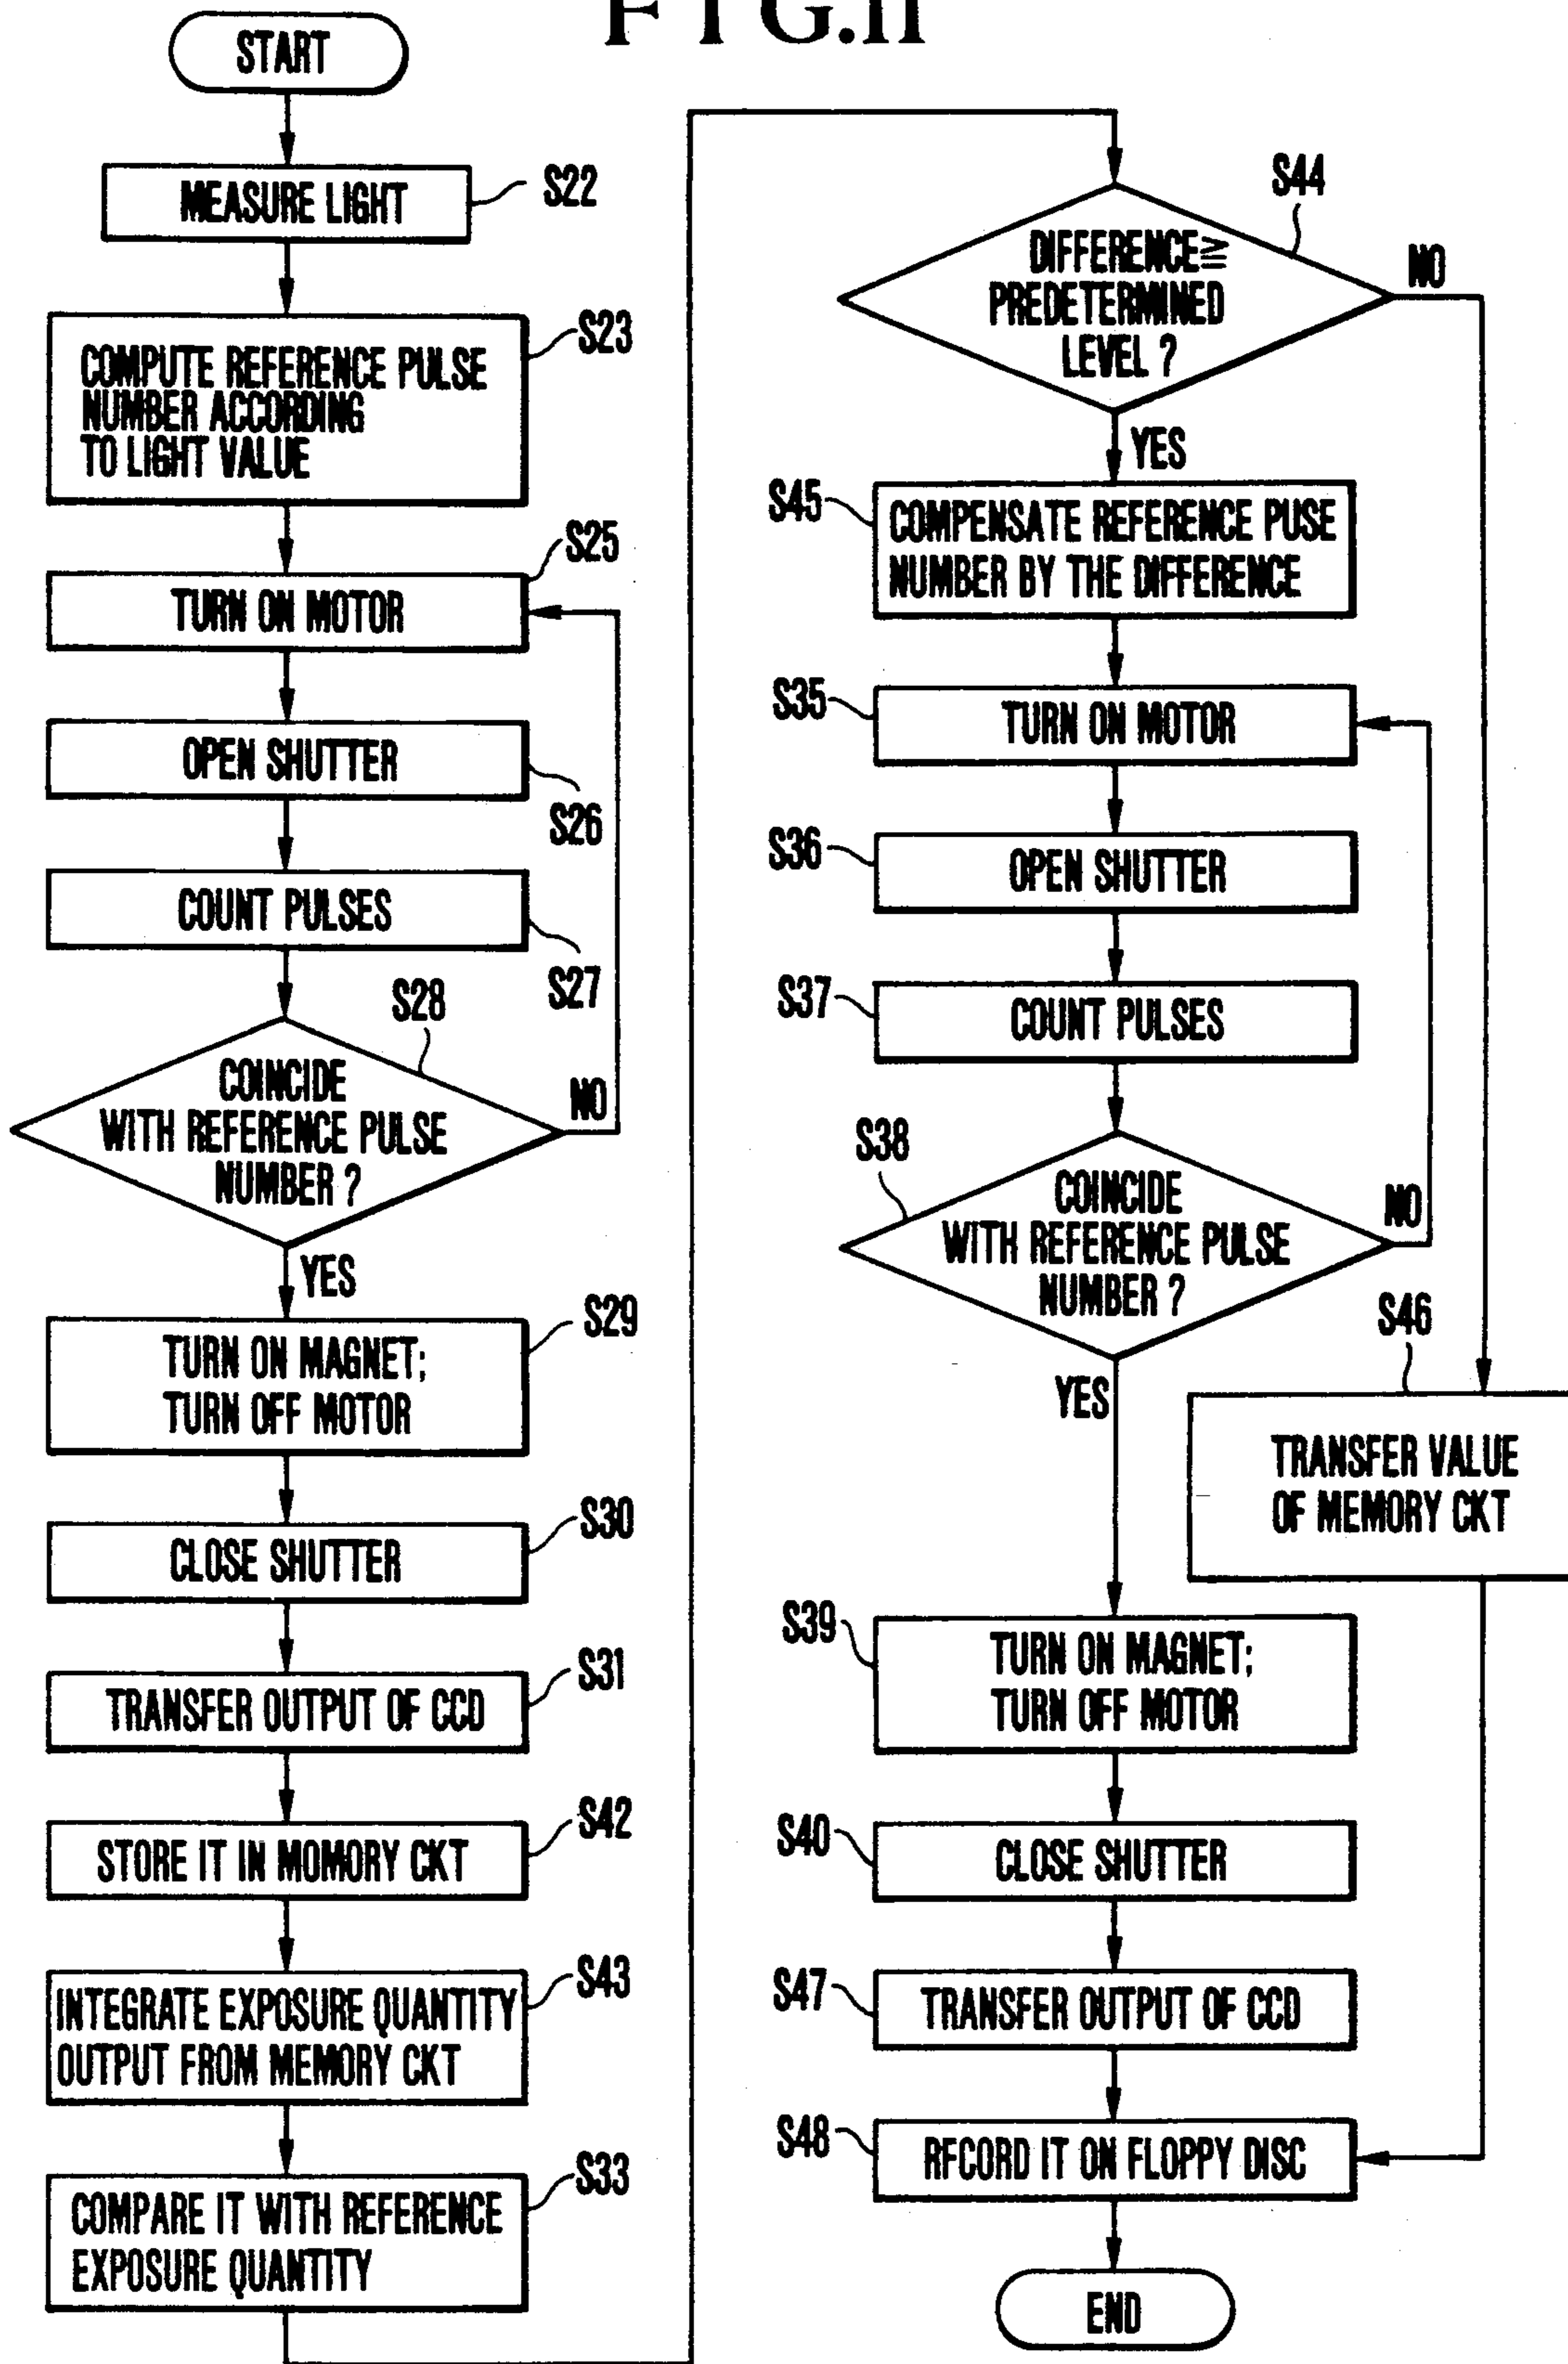 FIG.11
START
MEASURE LIGHT
S22
COMPUTE REFERENCE PULSE
NUMBER ACCORDING
TO LIGHT VALUE
S23
TURN ON MOTOR
S25
OPEN SHUTTER
S26
COUNT PULSES
S27
S28
COINCIDE
WITH REFERENCE PULSE
NUMBER ?
NO
YES
TURN ON MAGNET;
TURN OFF MOTOR
S29
CLOSE SHUTTER
S30
TRANSFER OUTPUT OF CCD
S31
STORE IT IN MOMORY CKT
S42
INTEGRATE EXPOSURE QUANTITY
OUTPUT FROM MEMORY CKT
S43
COMPARE IT WITH REFERENCE
EXPOSURE QUANTITY
S33
S44
DIFFERENCE≧
PREDETERMINED
LEVEL ?
NO
YES
S45
COMPENSATE REFERENCE PUSE
NUMBER BY THE DIFFERENCE
S35
TURN ON MOTOR
S36
OPEN SHUTTER
S37
COUNT PULSES
S38
COINCIDE
WITH REFERENCE PULSE
NUMBER ?
NO
YES
S46
TRANSFER VALUE
OF MEMORY CKT
S39
TURN ON MAGNET;
TURN OFF MOTOR
S40
CLOSE SHUTTER
S47
TRANSFER OUTPUT OF CCD
S48
RFCORD IT ON FLOPPY DISC
END